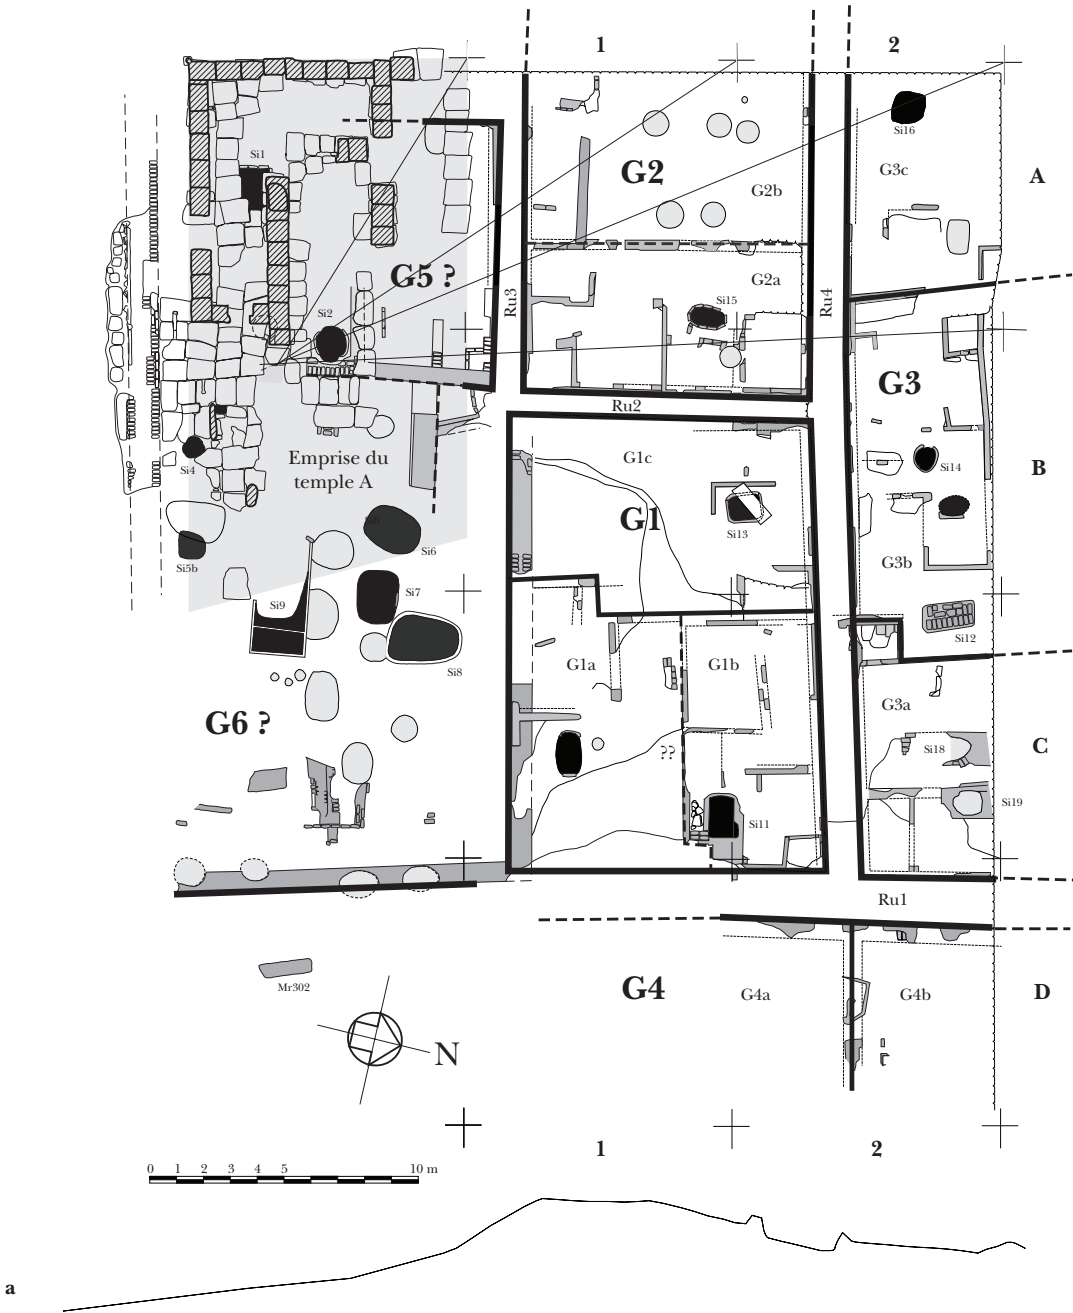 1
2
Si16
Si1
G2
G3c
A
G2b
G5 ?
G2a
Ru3
Ru4
Si15
Si2
G3
Ru2
Emprise du
temple A
G1c
Si4
Si14
B
G1
Si13
Si6
Si5b
G3b
Si7
Si9
Si12
Si8
G1a
G1b
G3a
G6 ?
??
Si18
C
Si11
Si19
Ru1
Mr302
G4
G4a
G4b
D
N
1
2
0 1 2 3 4 5 10 m
a